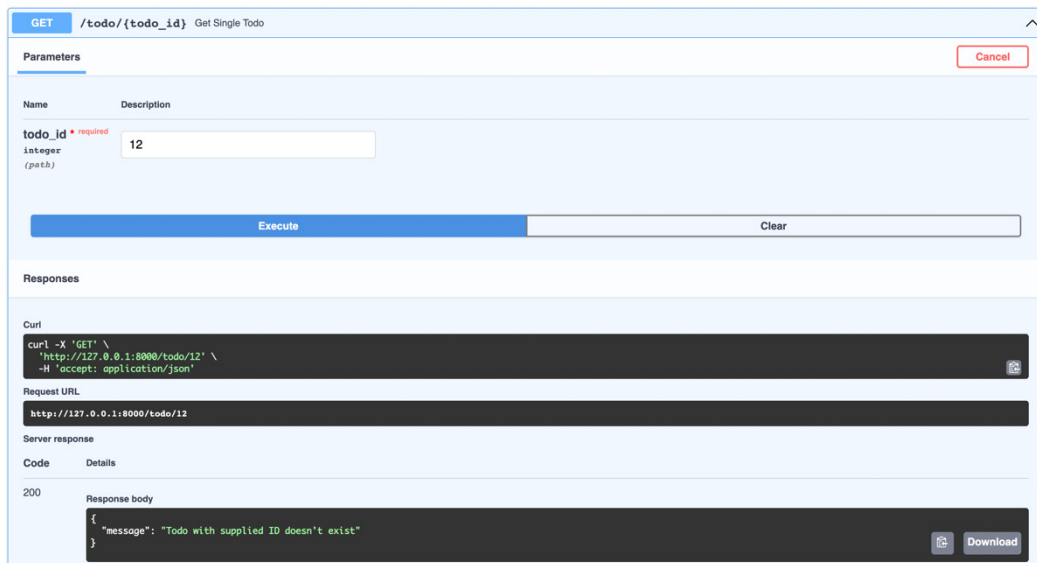 GET /todo/{todo_id} Get Single Todo
Parameters Cancel
Name Description
todo_id * required
integer
(path)
12
Execute Clear
Responses
Curl
curl -X 'GET' \
  'http://127.0.0.1:8000/todo/12' \
  -H 'accept: application/json'
Request URL
http://127.0.0.1:8000/todo/12
Server response
Code Details
200
Response body
{
  "message": "Todo with supplied ID doesn't exist"
}
Download